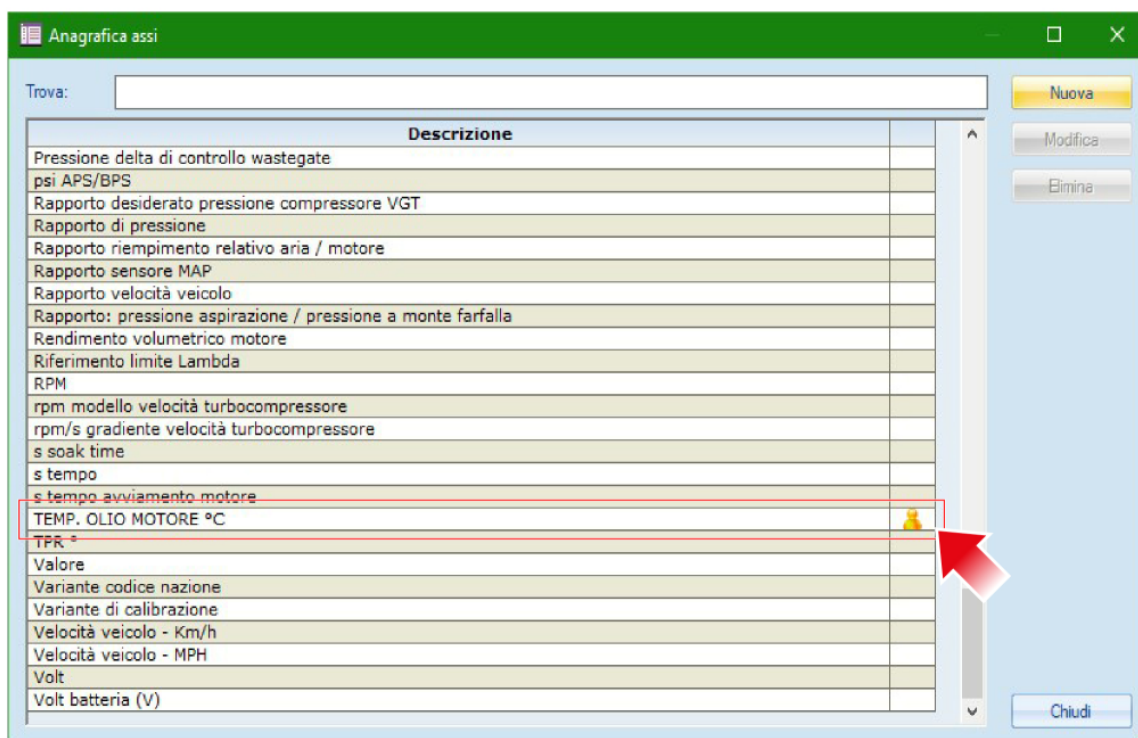 Anagrafica assi
Trova:
Nuova
Descrizione
Modifica
Elimina
Pressione delta di controllo wastegate
psi APS/BPS
Rapporto desiderato pressione compressore VGT
Rapporto di pressione
Rapporto riempimento relativo aria / motore
Rapporto sensore MAP
Rapporto velocità veicolo
Rapporto: pressione aspirazione / pressione a monte farfalla
Rendimento volumetrico motore
Riferimento limite Lambda
RPM
rpm modello velocità turbocompressore
rpm/s gradiente velocità turbocompressore
s soak time
s tempo
s tempo avviamento motore
TEMP. OLIO MOTORE °C
TPR °
Valore
Variante codice nazione
Variante di calibrazione
Velocità veicolo - Km/h
Velocità veicolo - MPH
Volt
Volt batteria (V)
Chiudi